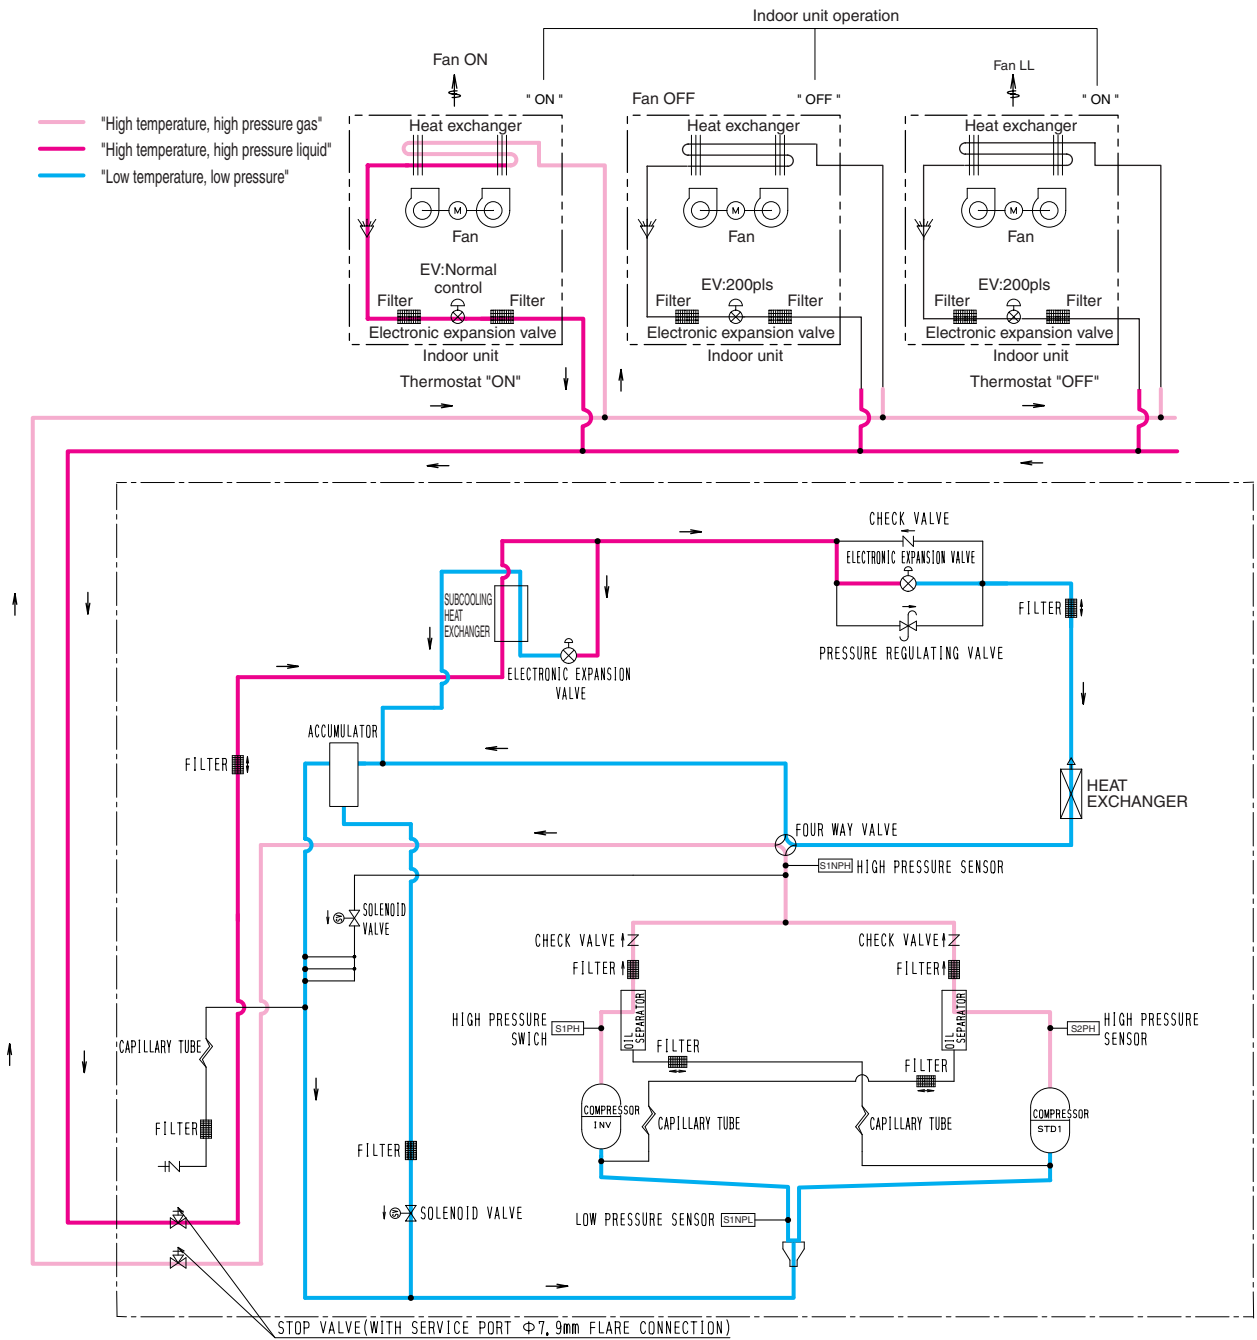 Indoor unit operation
Fan ON
Fan LL
" ON "
Fan OFF
" OFF "
" ON "
"High temperature, high pressure gas"
"High temperature, high pressure liquid"
"Low temperature, low pressure"
Heat exchanger
Heat exchanger
Heat exchanger
M
M
M
Fan
Fan
Fan
EV:Normal
control
EV:200pls
EV:200pls
Filter
Filter
Filter
Filter
Filter
Filter
Electronic expansion valve
Electronic expansion valve
Electronic expansion valve
Indoor unit
Indoor unit
Indoor unit
Thermostat "ON"
Thermostat "OFF"
CHECK VALVE
ELECTRONIC EXPANSION VALVE
SUBCOOLING
HEAT
EXCHANGER
FILTER
PRESSURE REGULATING VALVE
ELECTRONIC EXPANSION
VALVE
ACCUMULATOR
FILTER
HEAT
EXCHANGER
FOUR WAY VALVE
S1NPH
HIGH PRESSURE SENSOR
SV
SOLENOID
VALVE
CHECK VALVE
CHECK VALVE
FILTER
FILTER
OIL
SEPARATOR
OIL
SEPARATOR
HIGH PRESSURE
SWICH
S1PH
S2PH
HIGH PRESSURE
SENSOR
CAPILLARY TUBE
FILTER
FILTER
COMPRESSOR
INV
CAPILLARY TUBE
CAPILLARY TUBE
COMPRESSOR
STD1
FILTER
FILTER
SV
SOLENOID VALVE
LOW PRESSURE SENSOR
S1NPL
STOP VALVE(WITH SERVICE PORT Φ7.9mm FLARE CONNECTION)